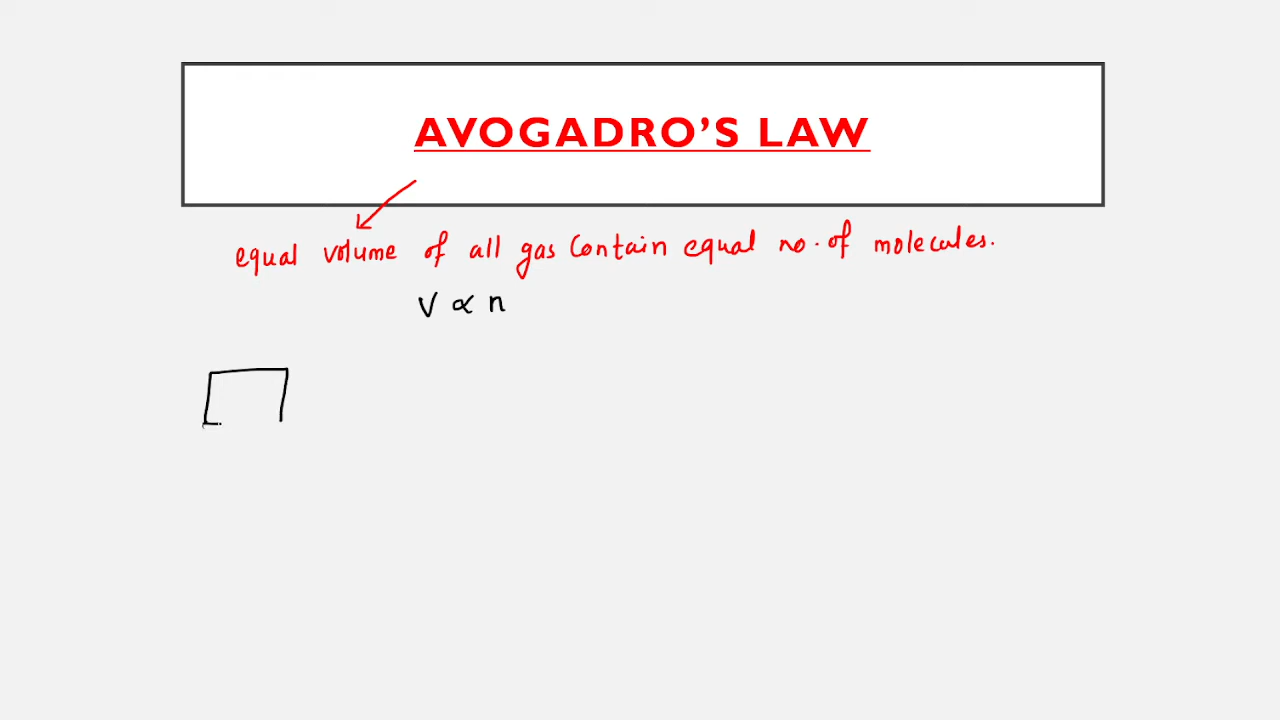 AVOGADRO’S LAW
equal volume of all gas Contain equal no. of molecules.
V ∝ n